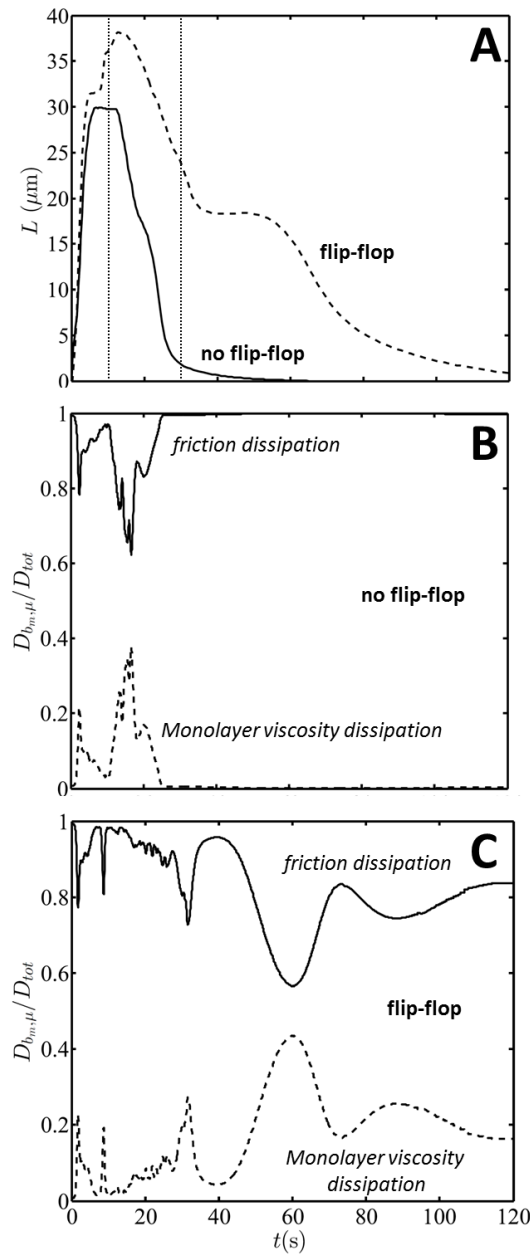 A
40
35
30
25
20
15
10
5
0
L (μm)
flip-flop
no flip-flop
B
1
0.8
0.6
0.4
0.2
0
D_{b_m,μ}/D_{tot}
friction dissipation
no flip-flop
Monolayer viscosity dissipation
C
1
0.8
0.6
0.4
0.2
0
D_{b_m,μ}/D_{tot}
friction dissipation
flip-flop
Monolayer viscosity
dissipation
0 20 40 60 80 100 120
t(s)